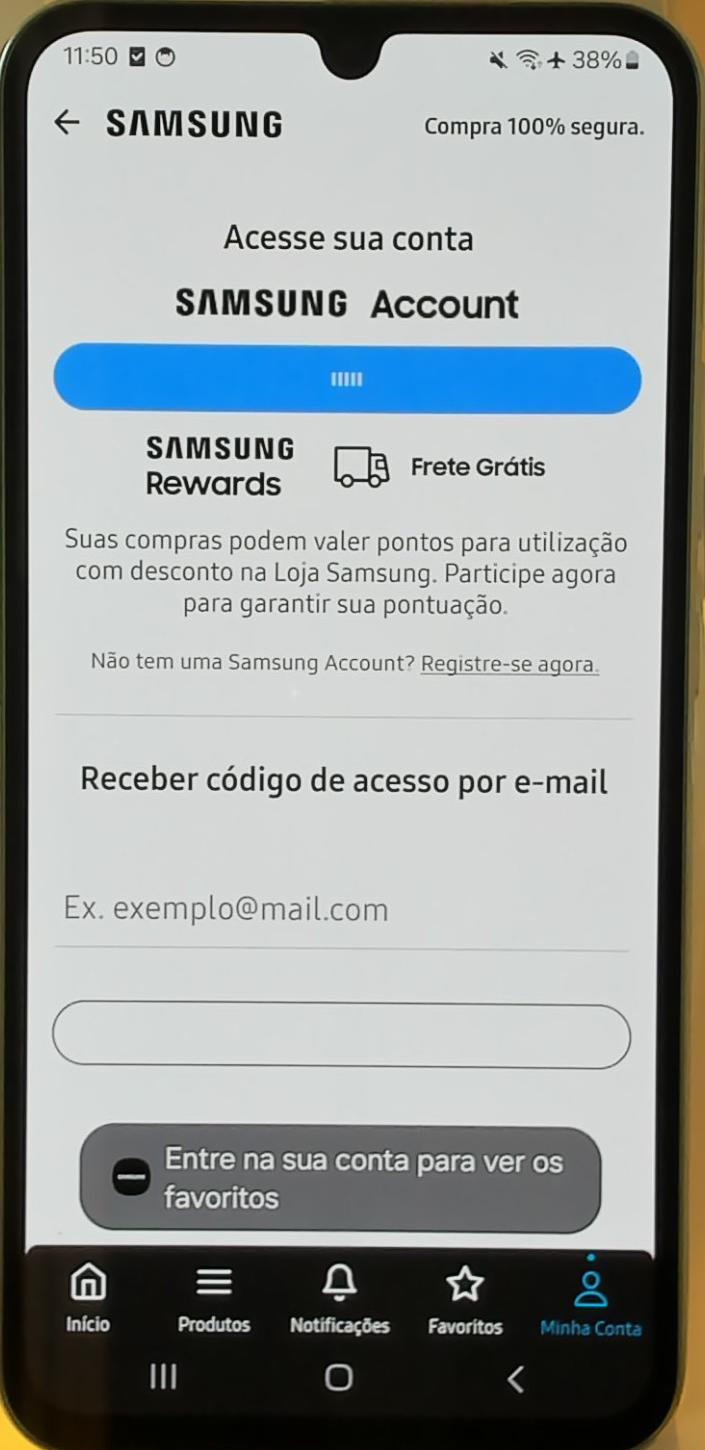 11:50 38%
SAMSUNG Compra 100% segura.
Acesse sua conta
SAMSUNG Account
SAMSUNG
Rewards
Frete Grátis
Suas compras podem valer pontos para utilização
com desconto na Loja Samsung. Participe agora
para garantir sua pontuação.
Não tem uma Samsung Account? Registre-se agora.
Receber código de acesso por e-mail
Ex. exemplo@mail.com
Entre na sua conta para ver os
favoritos
Início Produtos Notificações Favoritos Minha Conta